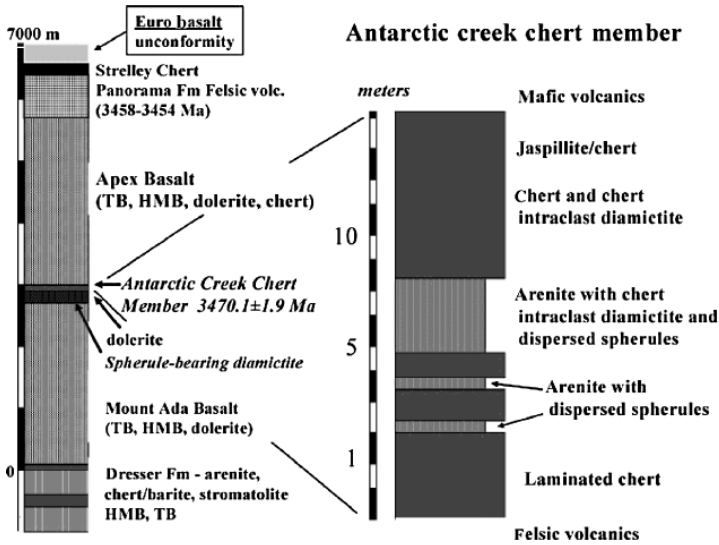 Euro basalt
unconformity
7000 m
Strelley Chert
Panorama Fm Felsic volc.
(3458-3454 Ma)
Apex Basalt
(TB, HMB, dolerite, chert)
Antarctic Creek Chert
Member 3470.1±1.9 Ma
dolerite
Spherule-bearing diamictite
Mount Ada Basalt
(TB, HMB, dolerite)
0
Dresser Fm - arenite,
chert/barite, stromatolite
HMB, TB
Antarctic creek chert member
meters
Mafic volcanics
Jaspillite/chert
Chert and chert
intraclast diamictite
10
Arenite with chert
intraclast diamictite and
dispersed spherules
5
Arenite with
dispersed spherules
1
Laminated chert
Felsic volcanics